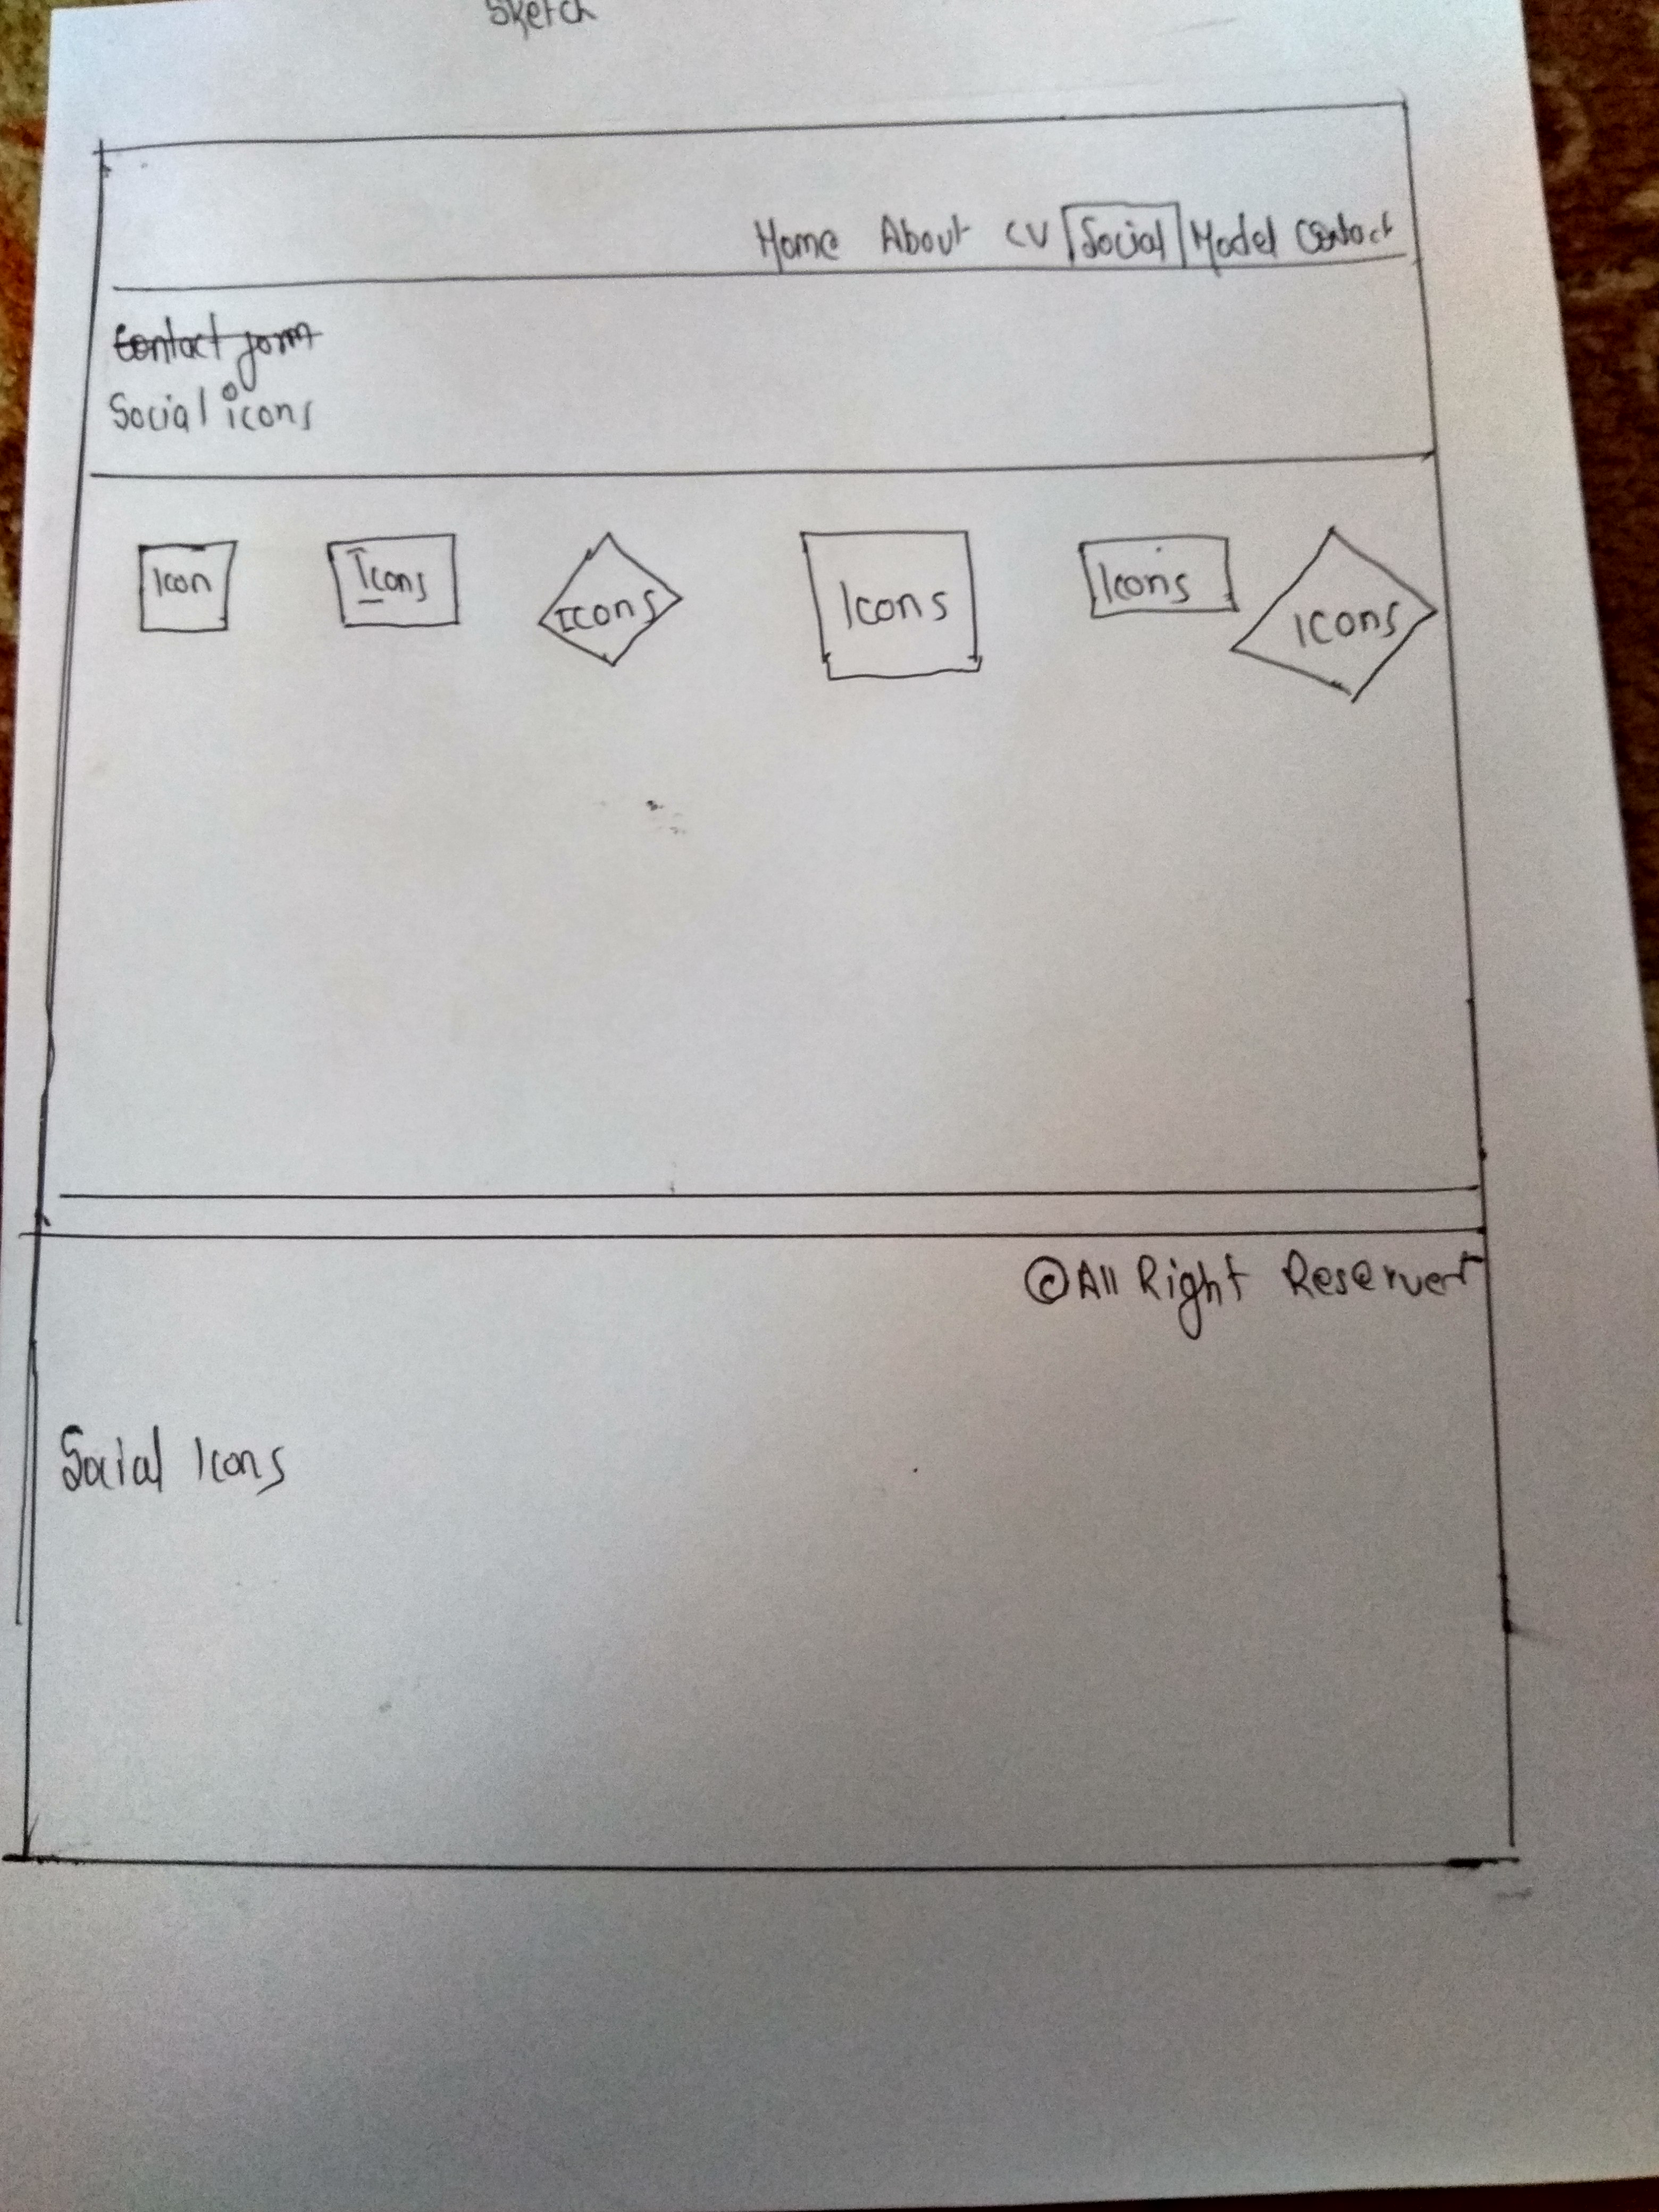 Sketch
Home About CV Social Model Contact
Contact form
Social icons
Icon Icons Icons Icons Icons Icons
©All Right Reserver
Social Icons